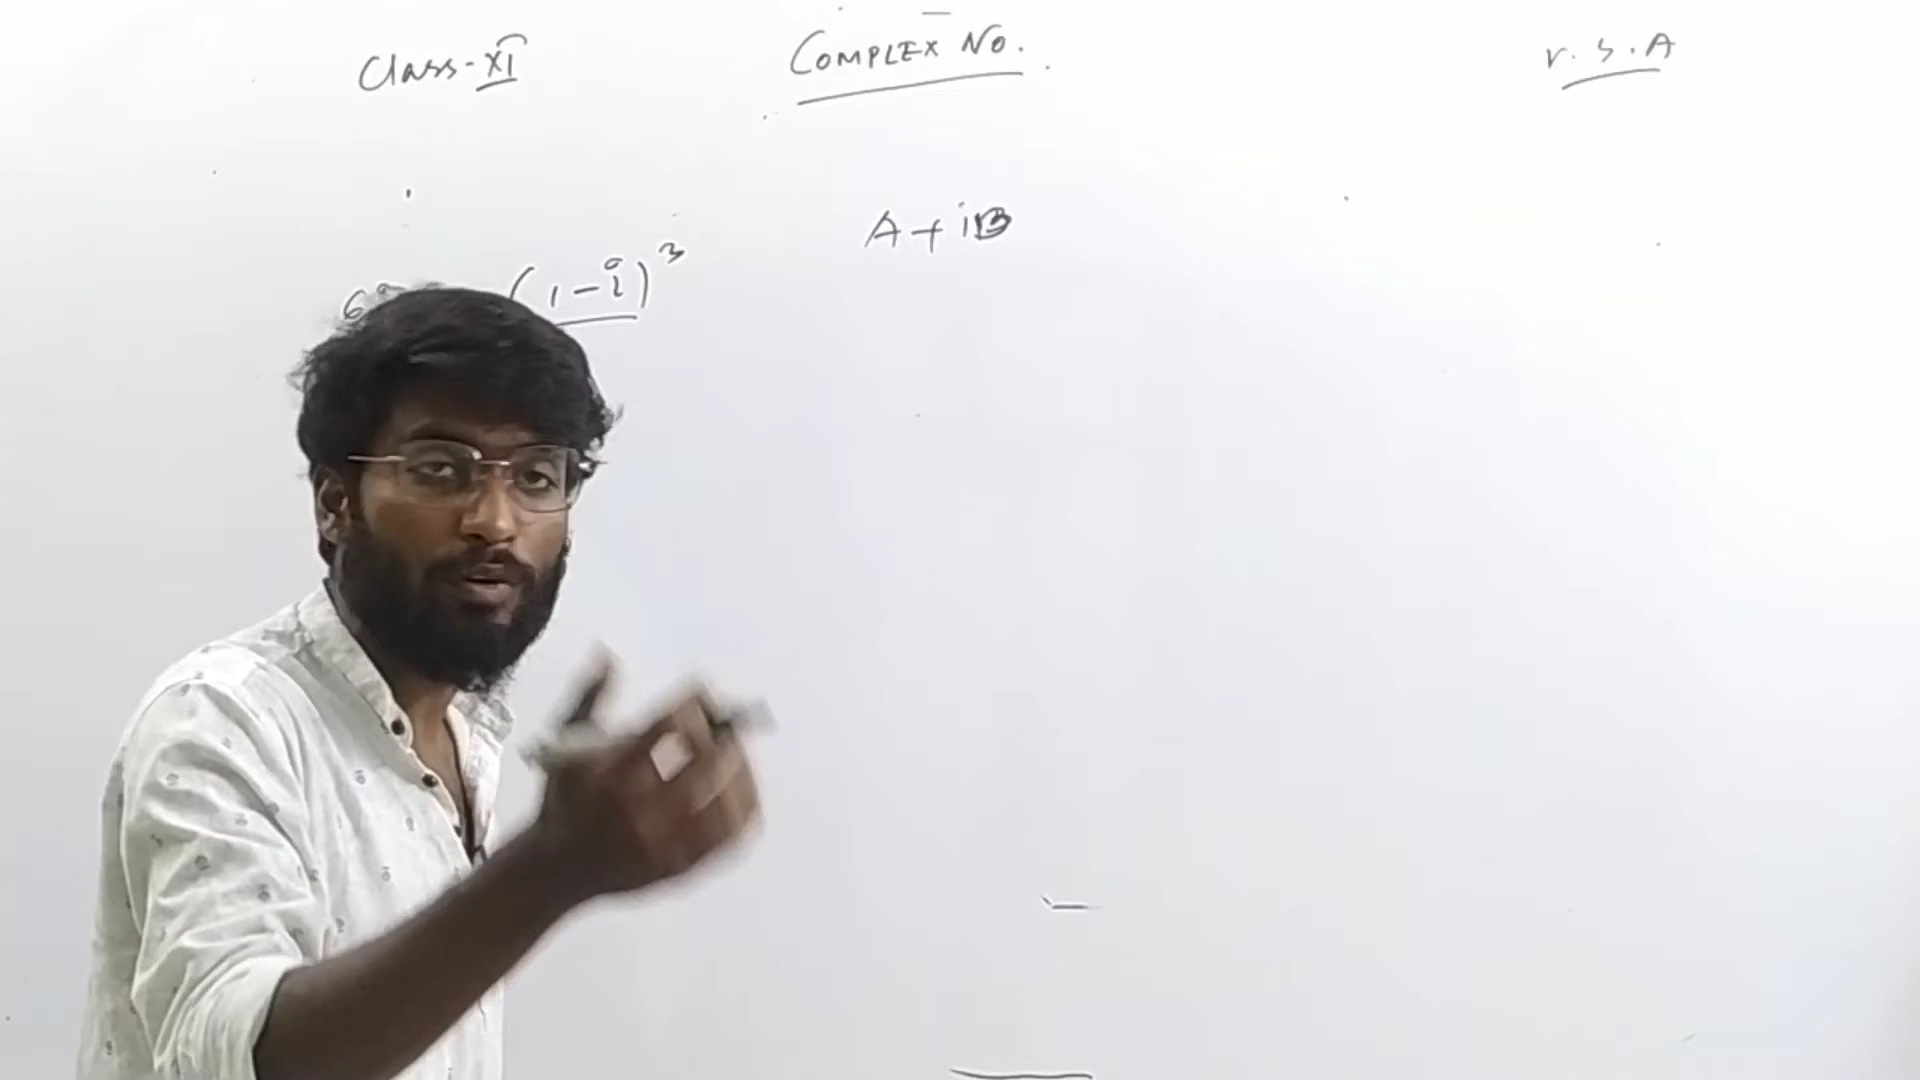 Class-XI
COMPLEX NO.
r.s.A
A+iB
(1-i)³